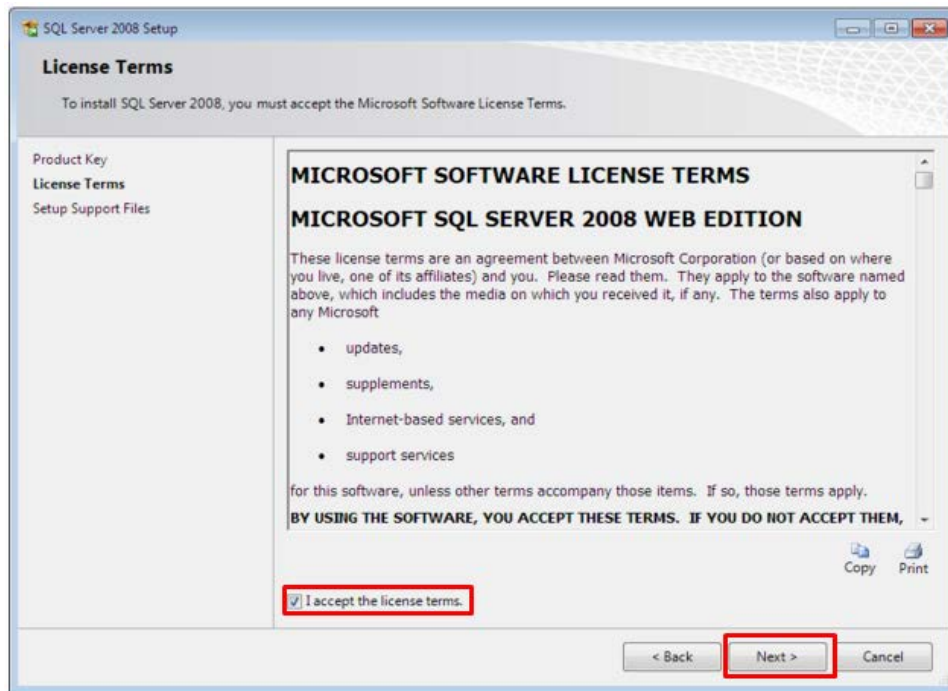 SQL Server 2008 Setup
License Terms
To install SQL Server 2008, you must accept the Microsoft Software License Terms.
Product Key
License Terms
Setup Support Files
MICROSOFT SOFTWARE LICENSE TERMS
MICROSOFT SQL SERVER 2008 WEB EDITION
These license terms are an agreement between Microsoft Corporation (or based on where
you live, one of its affiliates) and you.  Please read them.  They apply to the software named
above, which includes the media on which you received it, if any.  The terms also apply to
any Microsoft
• updates,
• supplements,
• Internet-based services, and
• support services
for this software, unless other terms accompany those items.  If so, those terms apply.
BY USING THE SOFTWARE, YOU ACCEPT THESE TERMS.  IF YOU DO NOT ACCEPT THEM,
Copy Print
I accept the license terms.
< Back Next > Cancel